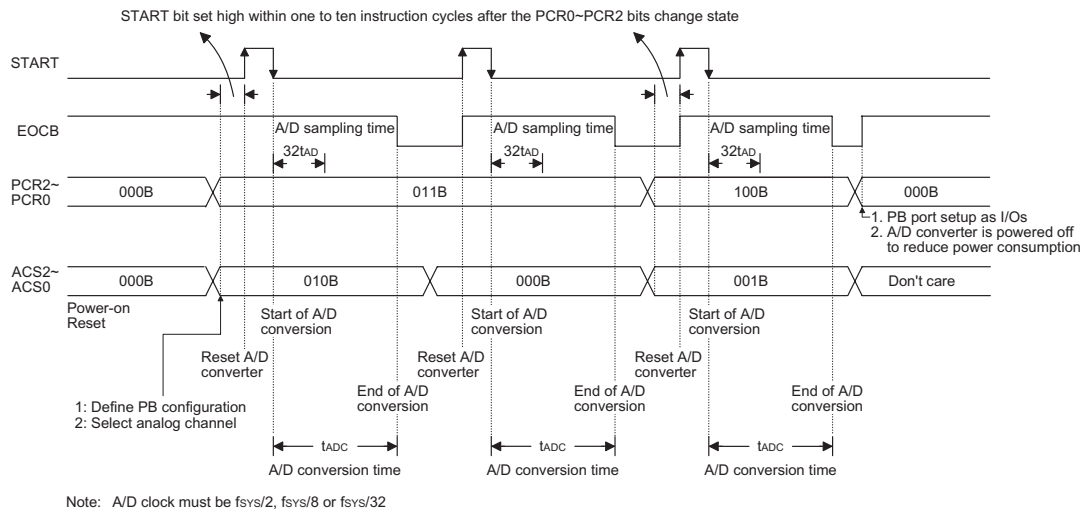 START bit set high within one to ten instruction cycles after the PCR0~PCR2 bits change state
START
EOCB
A/D sampling time
A/D sampling time
A/D sampling time
32tAD
32tAD
32tAD
PCR2~
PCR0
000B
011B
100B
000B
1. PB port setup as I/Os
2. A/D converter is powered off
to reduce power consumption
ACS2~
ACS0
000B
010B
000B
001B
Don't care
Power-on
Reset
Start of A/D
conversion
Start of A/D
conversion
Start of A/D
conversion
Reset A/D
converter
Reset A/D
converter
Reset A/D
converter
End of A/D
conversion
End of A/D
conversion
End of A/D
conversion
1: Define PB configuration
2: Select analog channel
tADC
tADC
tADC
A/D conversion time
A/D conversion time
A/D conversion time
Note: A/D clock must be fSYS/2, fSYS/8 or fSYS/32